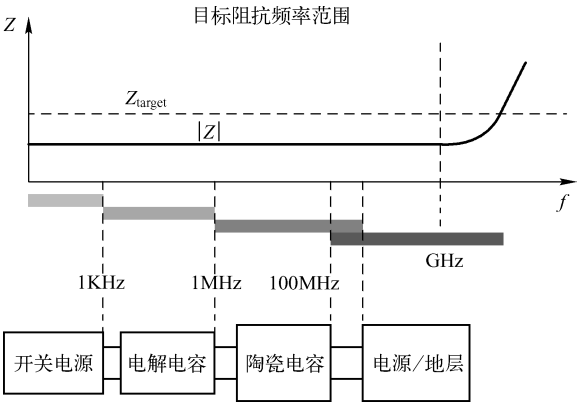 目标阻抗频率范围
Z
Ztarget
|Z|
f
GHz
1KHz 1MHz 100MHz
开关电源 电解电容 陶瓷电容 电源/地层